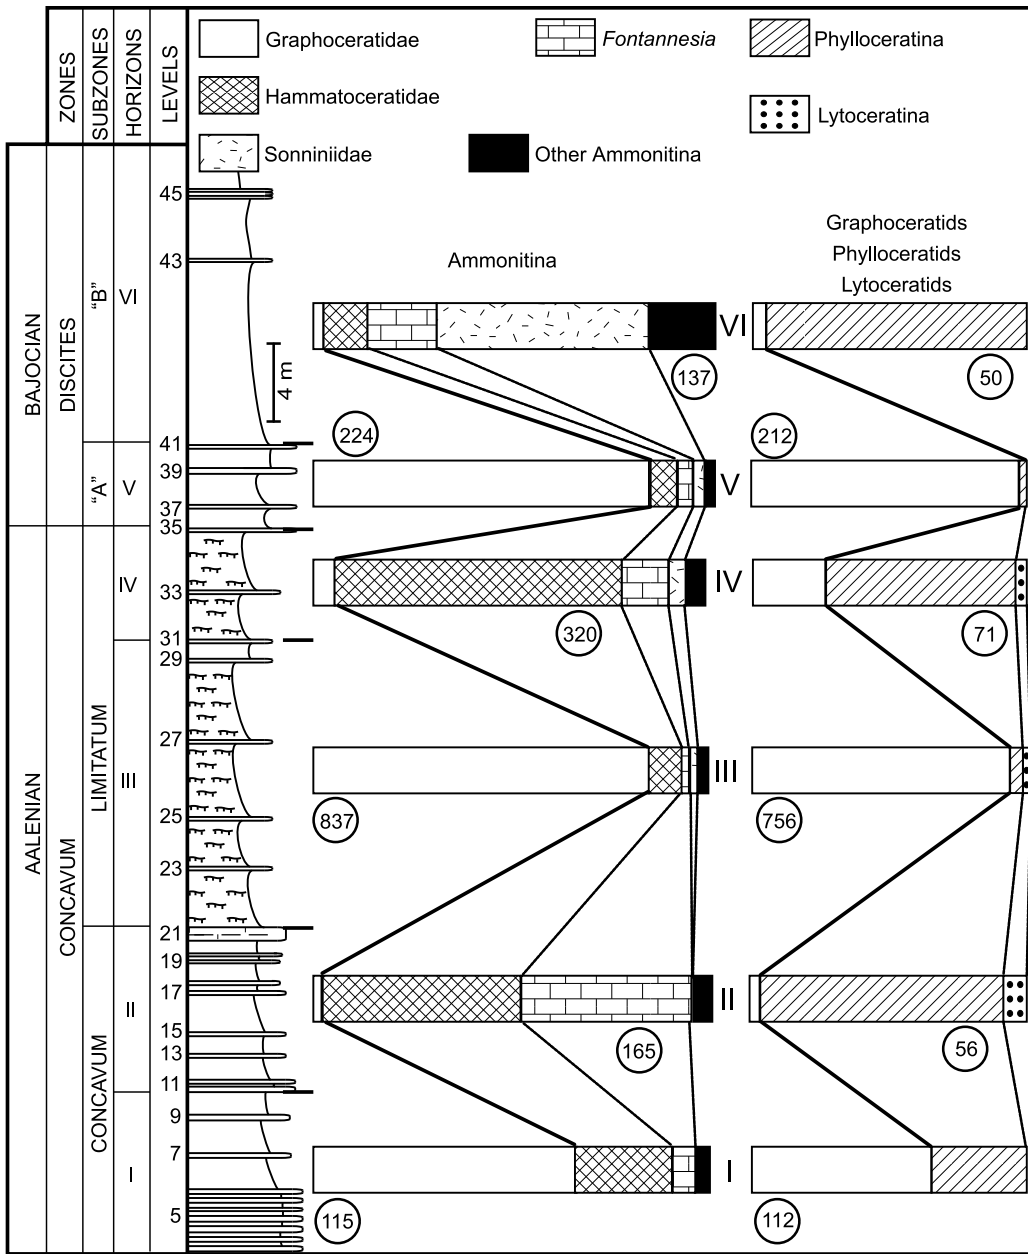 ZONES
SUBZONES
HORIZONS
LEVELS
Graphoceratidae
Fontannesia
Phylloceratina
Hammatoceratidae
Lytoceratina
Sonniniidae
Other Ammonitina
BAJOCIAN
DISCITES
"B"
VI
"A"
V
AALENIAN
CONCAVUM
LIMITATUM
IV
III
CONCAVUM
II
I
45
43
41
39
37
35
33
31
29
27
25
23
21
19
17
15
13
11
9
7
5
4 m
Ammonitina
Graphoceratids
Phylloceratids
Lytoceratids
VI
137
50
224
212
V
IV
320
71
III
837
756
II
165
56
I
115
112